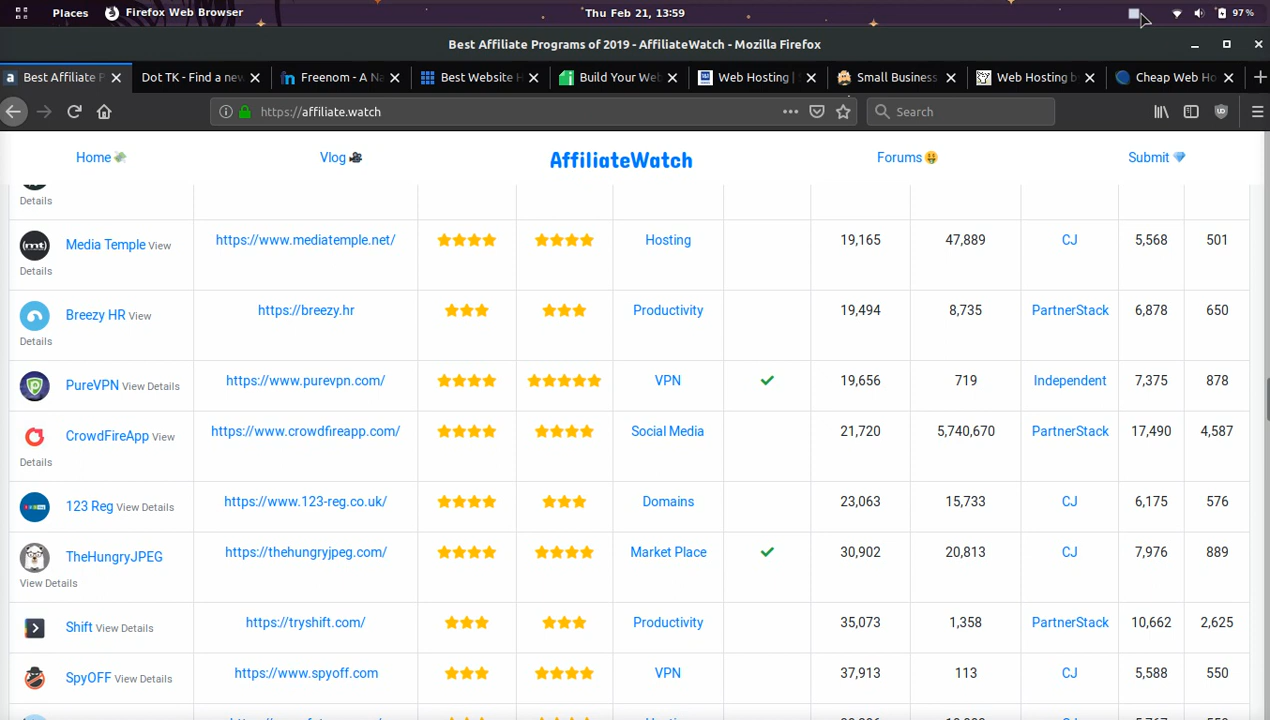 Places Firefox Web Browser Thu Feb 21, 13:59 97 %
Best Affiliate Programs of 2019 - AffiliateWatch - Mozilla Firefox
Best Affiliate P Dot TK - Find a new Freenom - A Na Best Website H Build Your Web Web Hosting | Small Business Web Hosting by Cheap Web Ho
https://affiliate.watch Search
Home Vlog AffiliateWatch Forums Submit
Details
Media Temple View Details https://www.mediatemple.net/ Hosting 19,165 47,889 CJ 5,568 501
Breezy HR View Details https://breezy.hr Productivity 19,494 8,735 PartnerStack 6,878 650
PureVPN View Details https://www.purevpn.com/ VPN 19,656 719 Independent 7,375 878
CrowdFireApp View Details https://www.crowdfireapp.com/ Social Media 21,720 5,740,670 PartnerStack 17,490 4,587
123 Reg View Details https://www.123-reg.co.uk/ Domains 23,063 15,733 CJ 6,175 576
TheHungryJPEG View Details https://thehungryjpeg.com/ Market Place 30,902 20,813 CJ 7,976 889
Shift View Details https://tryshift.com/ Productivity 35,073 1,358 PartnerStack 10,662 2,625
SpyOFF View Details https://www.spyoff.com VPN 37,913 113 CJ 5,588 550